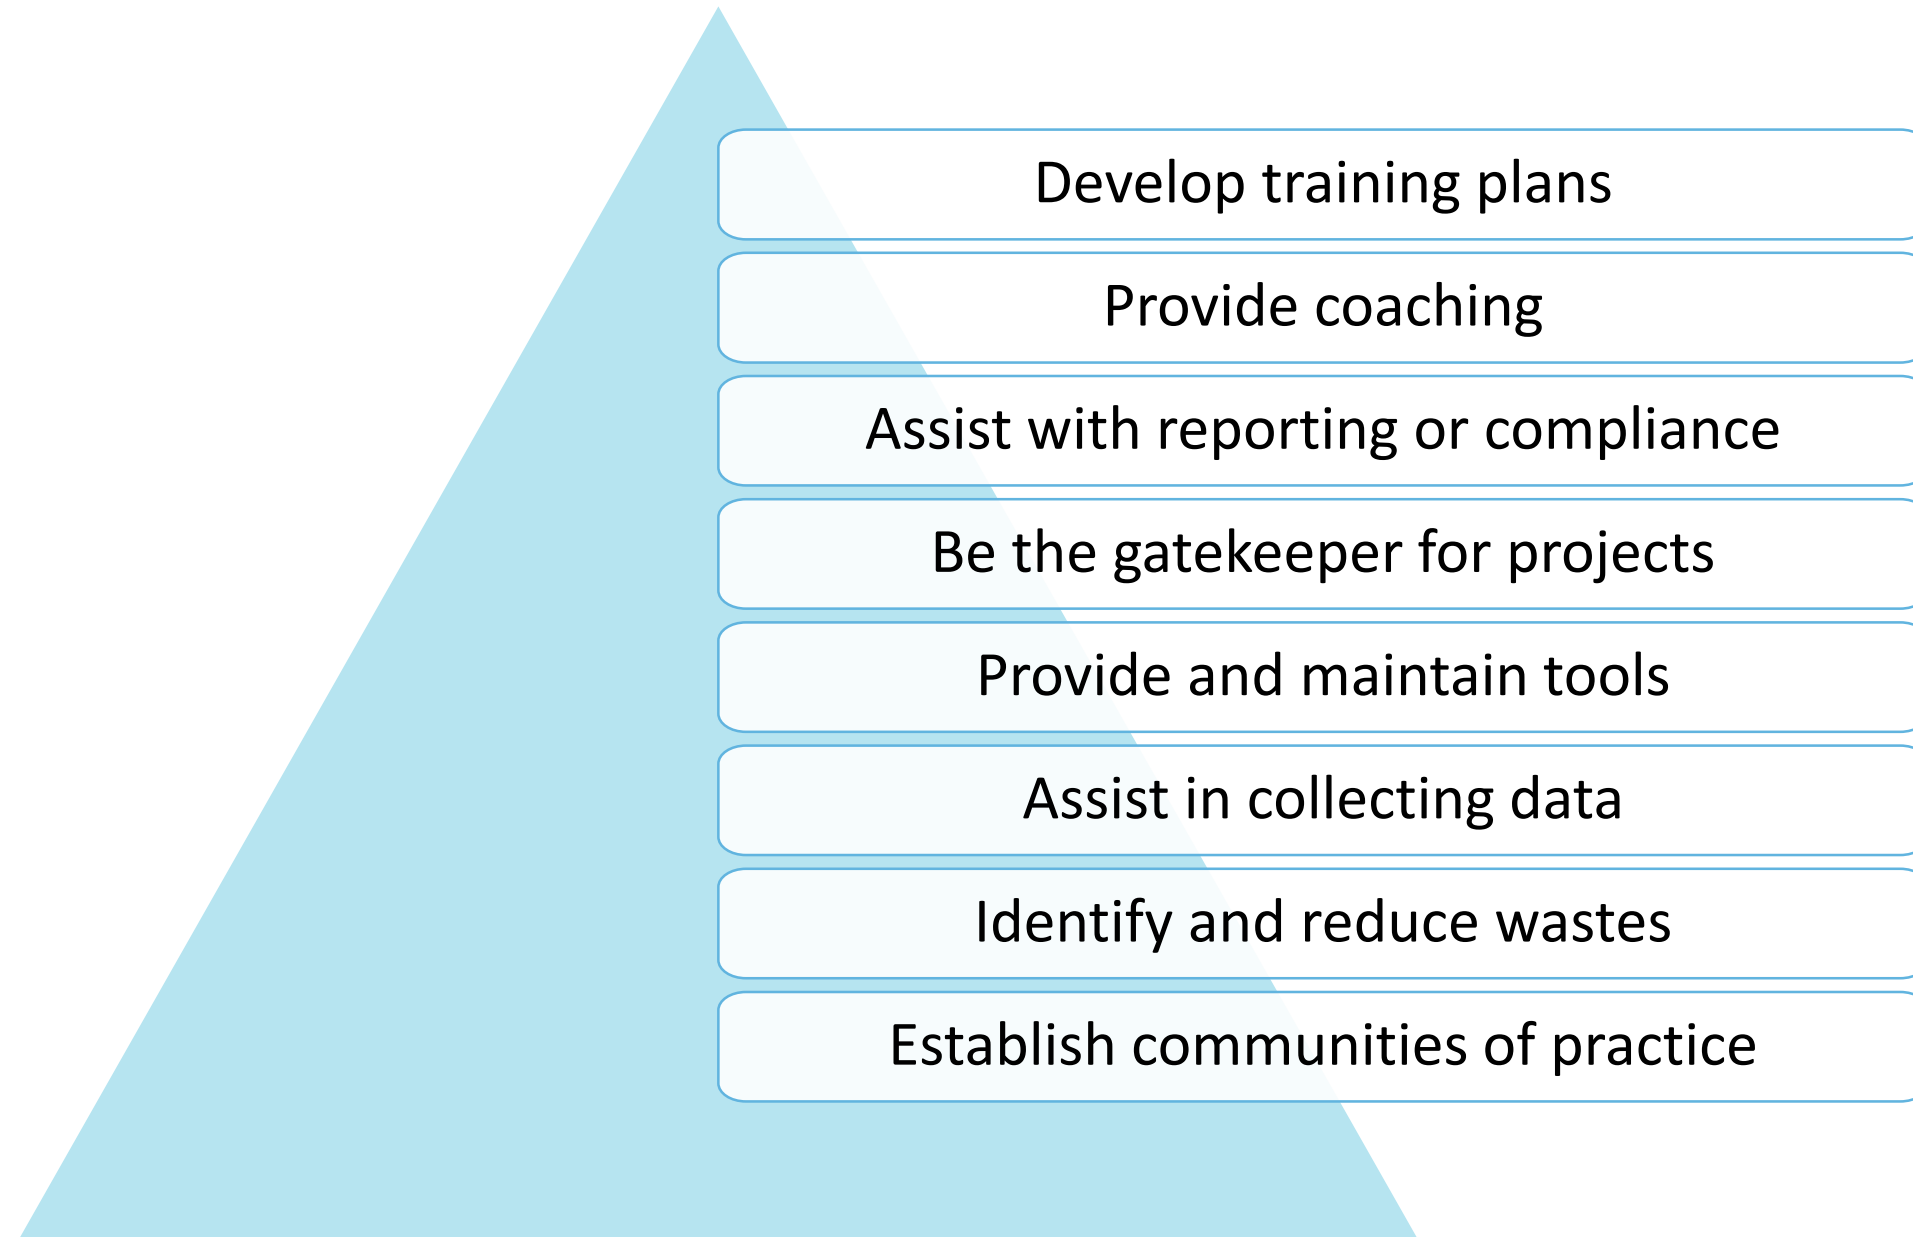 Develop training plans
Provide coaching
Assist with reporting or compliance
Be the gatekeeper for projects
Provide and maintain tools
Assist in collecting data
Identify and reduce wastes
Establish communities of practice